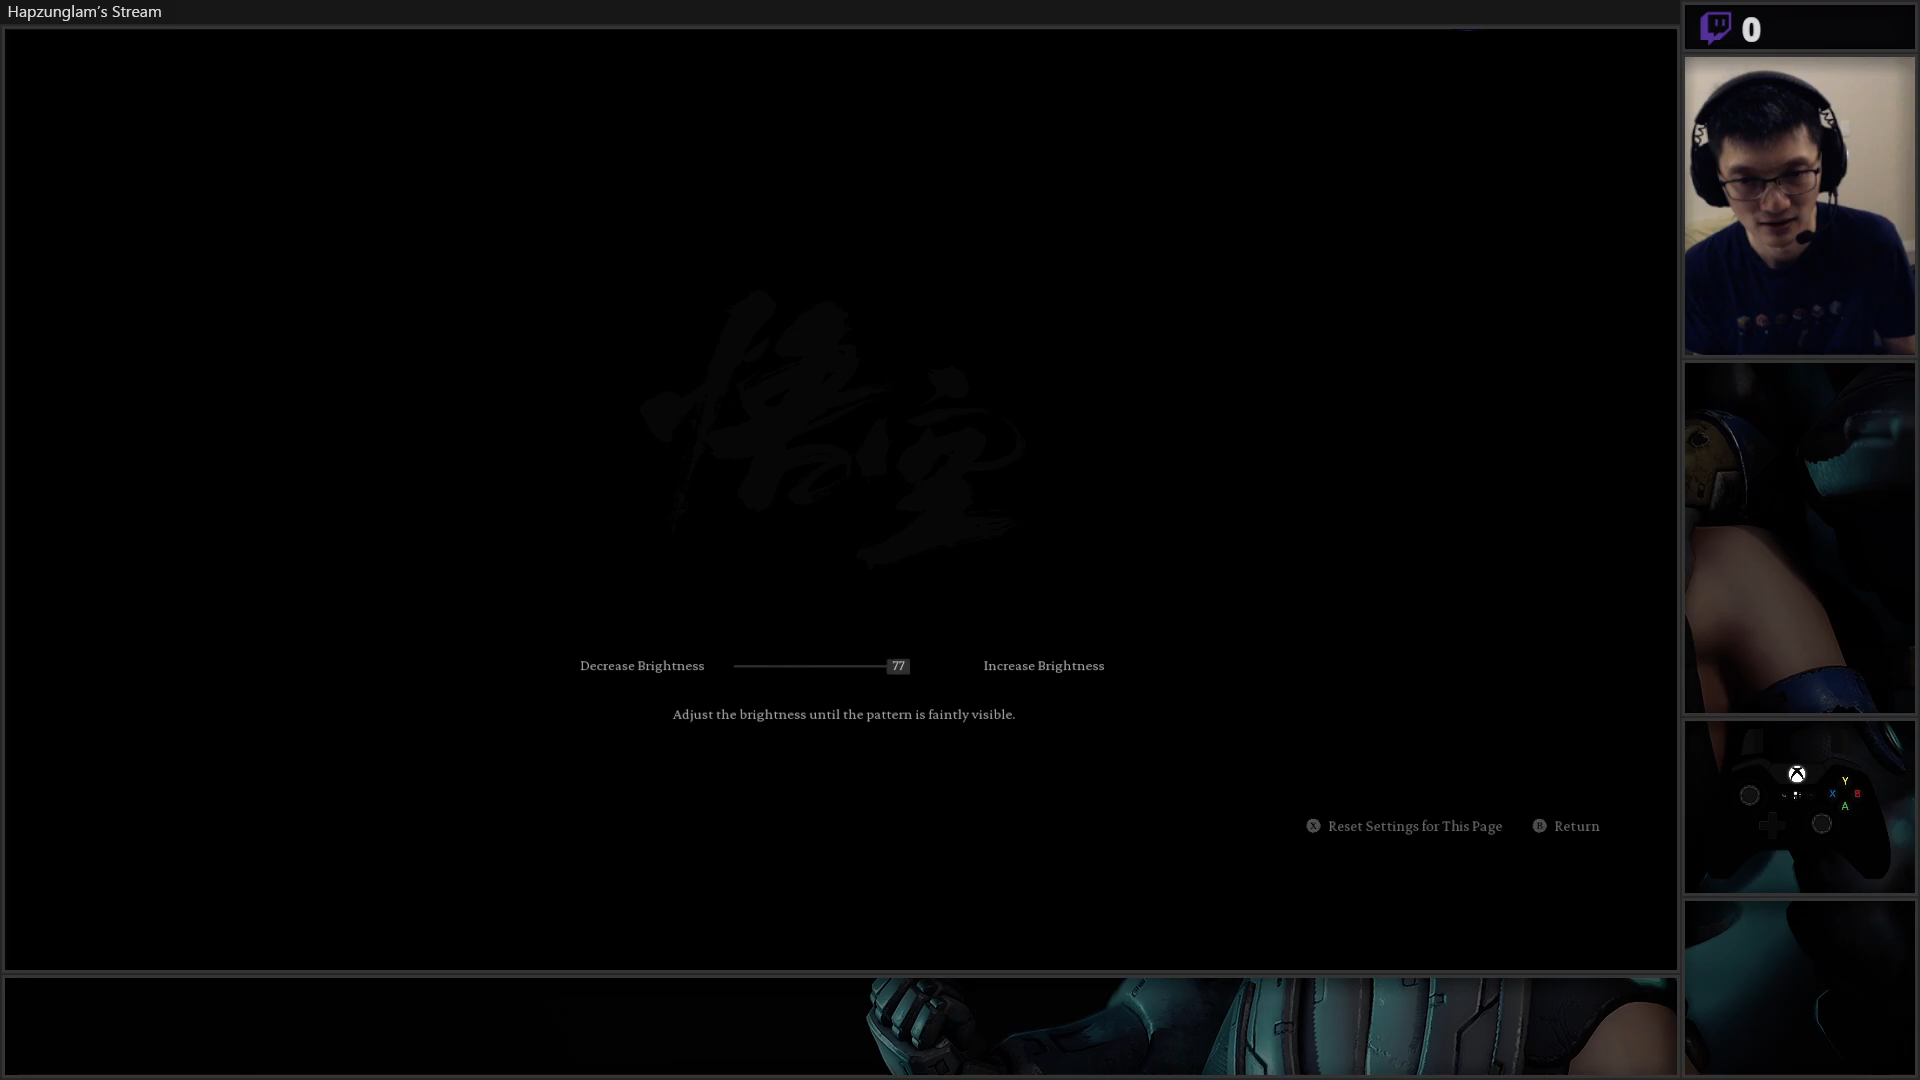 Hapzunglam's Stream
0
悟空
Decrease Brightness 77 Increase Brightness
Adjust the brightness until the pattern is faintly visible.
X Reset Settings for This Page B Return
Y
X B
A